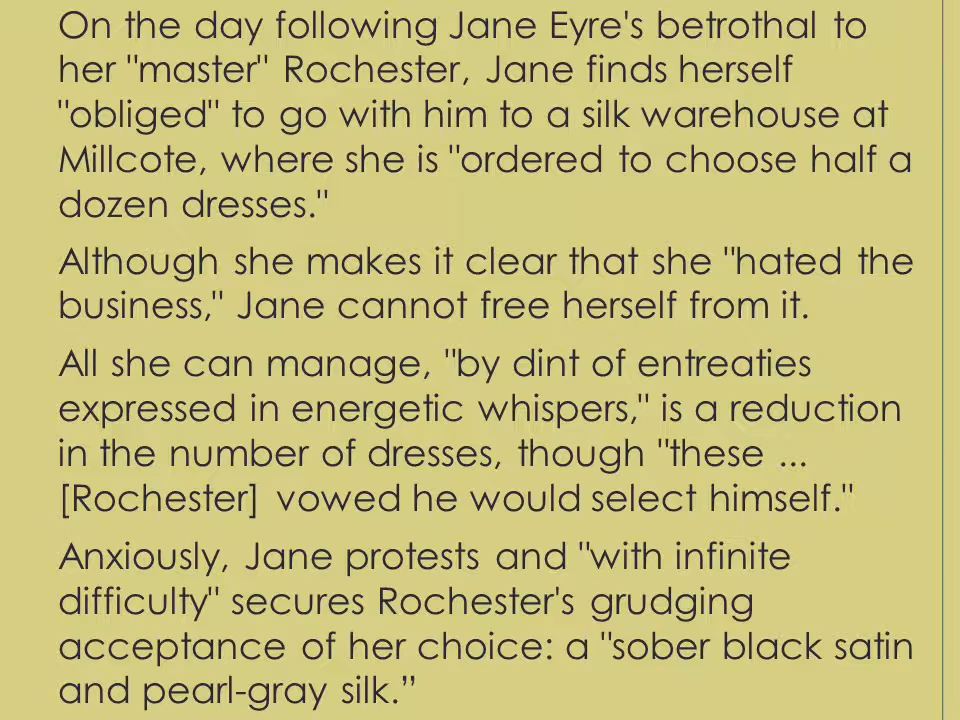 On the day following Jane Eyre's betrothal to
her "master" Rochester, Jane finds herself
"obliged" to go with him to a silk warehouse at
Millcote, where she is "ordered to choose half a
dozen dresses."
Although she makes it clear that she "hated the
business," Jane cannot free herself from it.
All she can manage, "by dint of entreaties
expressed in energetic whispers," is a reduction
in the number of dresses, though "these ...
[Rochester] vowed he would select himself."
Anxiously, Jane protests and "with infinite
difficulty" secures Rochester's grudging
acceptance of her choice: a "sober black satin
and pearl-gray silk.”